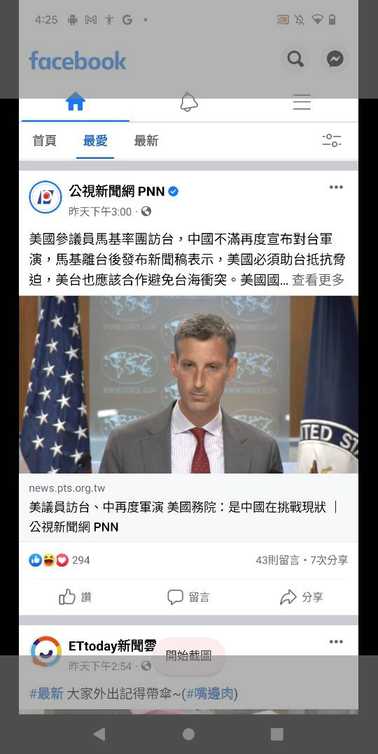 4:25
facebook
首頁 最愛 最新
公視新聞網 PNN
昨天下午3:00
美國參議員馬基率團訪台，中國不滿再度宣布對台軍
演，馬基離台後發布新聞稿表示，美國必須助台抵抗脅
迫，美台也應該合作避免台海衝突。美國國... 查看更多
UNITED STA
news.pts.org.tw
美議員訪台、中再度軍演 美國務院：是中國在挑戰現狀 ｜
公視新聞網 PNN
294 43則留言・7次分享
讚 留言 分享
ETtoday新聞雲
開始截圖
昨天下午2:54
#最新 大家外出記得帶傘~(#嘴邊肉)